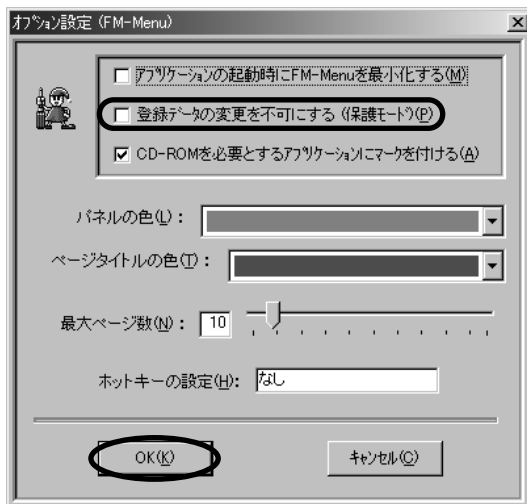 ｵﾌﾟｼｮﾝ設定 (FM-Menu)
ｱﾌﾟﾘｹｰｼｮﾝの起動時にFM-Menuを最小化する(M)
登録ﾃﾞｰﾀの変更を不可にする (保護ﾓｰﾄﾞ)(P)
CD-ROMを必要とするｱﾌﾟﾘｹｰｼｮﾝにﾏｰｸを付ける(A)
パネルの色(L)：
ページタイトルの色(T)：
最大ページ数(N)： 10
ホットキーの設定(H): なし
OK(K) ｷｬﾝｾﾙ(C)